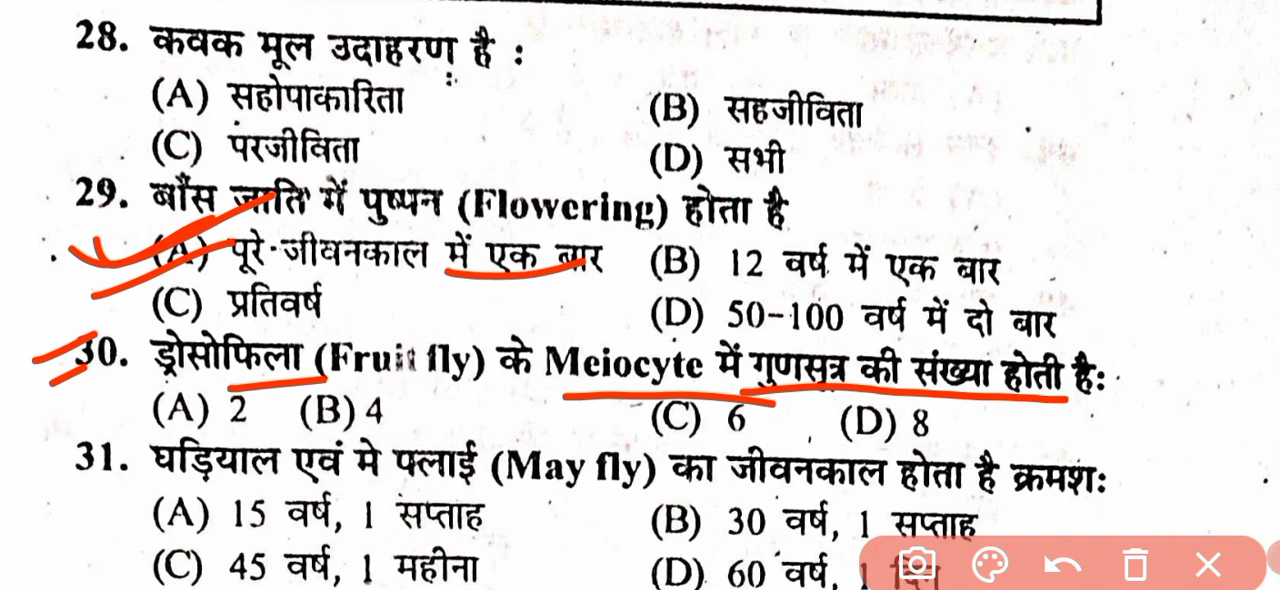 28. कवक मूल उदाहरण है :
(A) सहोपाकारिता (B) सहजीविता
(C) परजीविता (D) सभी
29. बाँस जाति में पुष्पन (Flowering) होता है
(A) पूरे जीवनकाल में एक बार (B) 12 वर्ष में एक बार
(C) प्रतिवर्ष (D) 50-100 वर्ष में दो बार
30. ड्रोसोफिला (Fruit fly) के Meiocyte में गुणसूत्र की संख्या होती है:
(A) 2 (B) 4 (C) 6 (D) 8
31. घड़ियाल एवं मे फ्लाई (May fly) का जीवनकाल होता है क्रमश:
(A) 15 वर्ष, 1 सप्ताह (B) 30 वर्ष, 1 सप्ताह
(C) 45 वर्ष, 1 महीना (D) 60 वर्ष, 1 दिन